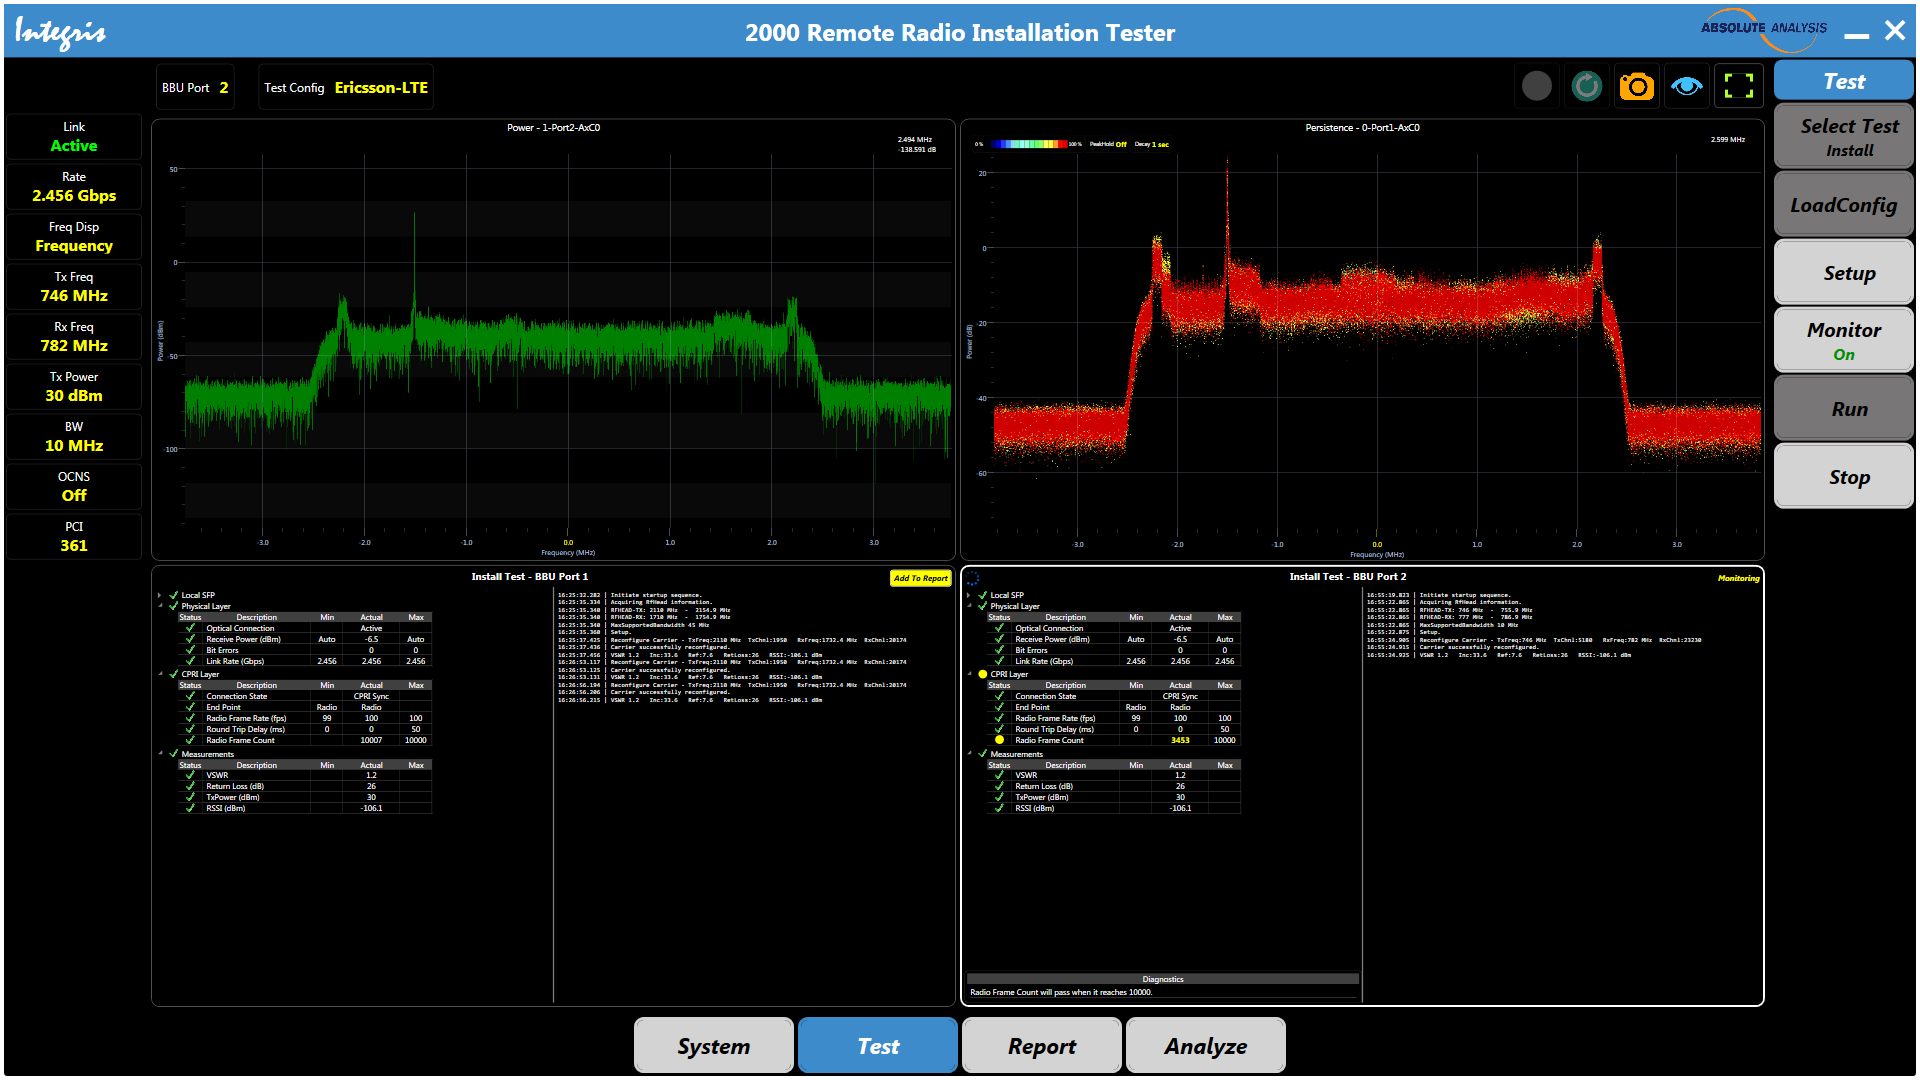 Integris
2000 Remote Radio Installation Tester
ABSOLUTE ANALYSIS
BBU Port 2
Test Config Ericsson-LTE
Test
Select Test
Install
LoadConfig
Setup
Monitor
On
Run
Stop
Link
Active
Rate
2.456 Gbps
Freq Disp
Frequency
Tx Freq
746 MHz
Rx Freq
782 MHz
Tx Power
30 dBm
BW
10 MHz
OCNS
Off
PCI
361
Power - 1-Port2-AxC0
2.494 MHz
-138.591 dB
50
0
-50
-100
Power (dBm)
-3.0 -2.0 -1.0 0.0 1.0 2.0 3.0
Frequency (MHz)
Persistence - 0-Port1-AxC0
0 % 100 % PeakHold Off Decay 1 sec
2.599 MHz
20
0
-20
-40
-60
Power (dB)
-3.0 -2.0 -1.0 0.0 1.0 2.0 3.0
Frequency (MHz)
Install Test - BBU Port 1
Add To Report
Local SFP
Physical Layer
Status Description Min Actual Max
Optical Connection Active
Receive Power (dBm) Auto -6.5 Auto
Bit Errors 0 0
Link Rate (Gbps) 2.456 2.456 2.456
CPRI Layer
Status Description Min Actual Max
Connection State CPRI Sync
End Point Radio Radio
Radio Frame Rate (fps) 99 100 100
Round Trip Delay (ms) 0 0 50
Radio Frame Count 10007 10000
Measurements
Status Description Min Actual Max
VSWR 1.2
Return Loss (dB) 26
TxPower (dBm) 30
RSSI (dBm) -106.1
16:25:32.282 | Initiate startup sequence.
16:25:35.334 | Acquiring RfHead information.
16:25:35.340 | RFHEAD-TX: 2110 MHz - 2154.9 MHz
16:25:35.340 | RFHEAD-RX: 1710 MHz - 1754.9 MHz
16:25:35.340 | MaxSupportedBandwidth 45 MHz
16:25:35.360 | Setup.
16:25:37.425 | Reconfigure Carrier - TxFreq:2110 MHz TxChnl:1950 RxFreq:1732.4 MHz RxChnl:20174
16:25:37.436 | Carrier successfully reconfigured.
16:25:37.456 | VSWR 1.2 Inc:33.6 Ref:7.6 RetLoss:26 RSSI:-106.1 dBm
16:26:53.117 | Reconfigure Carrier - TxFreq:2110 MHz TxChnl:1950 RxFreq:1732.4 MHz RxChnl:20174
16:26:53.125 | Carrier successfully reconfigured.
16:26:53.131 | VSWR 1.2 Inc:33.6 Ref:7.6 RetLoss:26 RSSI:-106.1 dBm
16:26:56.194 | Reconfigure Carrier - TxFreq:2110 MHz TxChnl:1950 RxFreq:1732.4 MHz RxChnl:20174
16:26:56.206 | Carrier successfully reconfigured.
16:26:56.215 | VSWR 1.2 Inc:33.6 Ref:7.6 RetLoss:26 RSSI:-106.1 dBm
Install Test - BBU Port 2
Monitoring
Local SFP
Physical Layer
Status Description Min Actual Max
Optical Connection Active
Receive Power (dBm) Auto -6.5 Auto
Bit Errors 0 0
Link Rate (Gbps) 2.456 2.456 2.456
CPRI Layer
Status Description Min Actual Max
Connection State CPRI Sync
End Point Radio Radio
Radio Frame Rate (fps) 99 100 100
Round Trip Delay (ms) 0 0 50
Radio Frame Count 3453 10000
Measurements
Status Description Min Actual Max
VSWR 1.2
Return Loss (dB) 26
TxPower (dBm) 30
RSSI (dBm) -106.1
Diagnostics
Radio Frame Count will pass when it reaches 10000.
16:55:19.823 | Initiate startup sequence.
16:55:22.865 | Acquiring RfHead information.
16:55:22.865 | RFHEAD-TX: 746 MHz - 755.9 MHz
16:55:22.865 | RFHEAD-RX: 777 MHz - 786.9 MHz
16:55:22.865 | MaxSupportedBandwidth 10 MHz
16:55:22.875 | Setup.
16:55:24.905 | Reconfigure Carrier - TxFreq:746 MHz TxChnl:5180 RxFreq:782 MHz RxChnl:23230
16:55:24.915 | Carrier successfully reconfigured.
16:55:24.925 | VSWR 1.2 Inc:33.6 Ref:7.6 RetLoss:26 RSSI:-106.1 dBm
System
Test
Report
Analyze